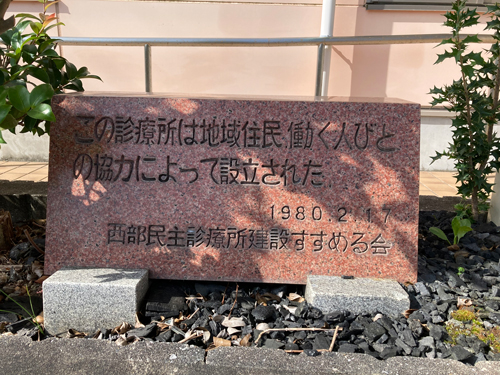 この診療所は地域住民、働く人びと
の協力によって設立された。
1980.2.17
西部民主診療所建設すすめる会